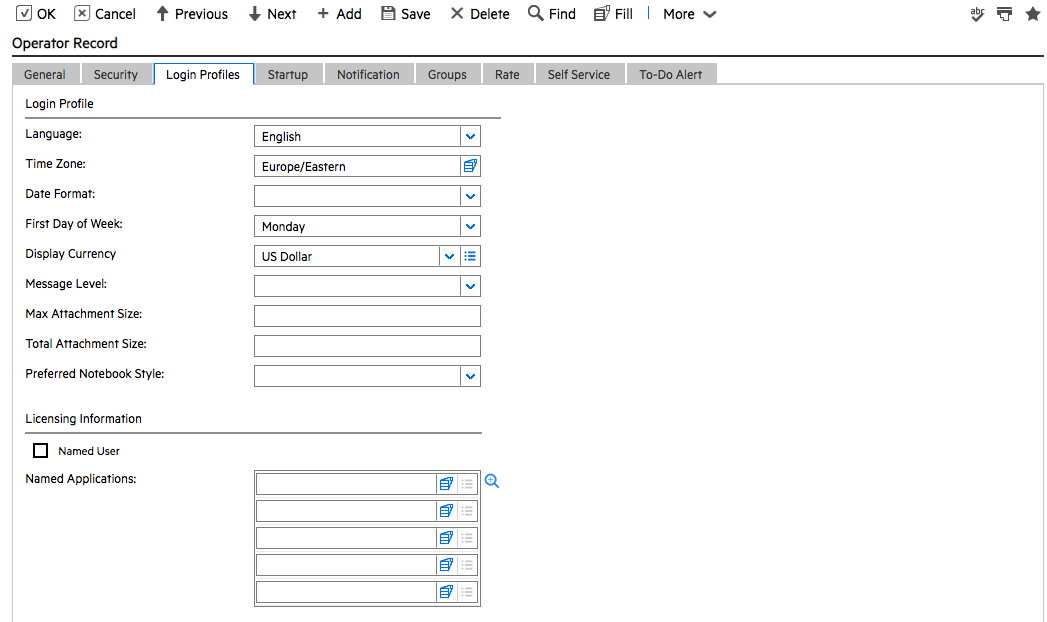 OK Cancel Previous Next Add Save Delete Find Fill More abc
Operator Record
General Security Login Profiles Startup Notification Groups Rate Self Service To-Do Alert
Login Profile
Language: English
Time Zone: Europe/Eastern
Date Format:
First Day of Week: Monday
Display Currency US Dollar
Message Level:
Max Attachment Size:
Total Attachment Size:
Preferred Notebook Style:
Licensing Information
Named User
Named Applications: